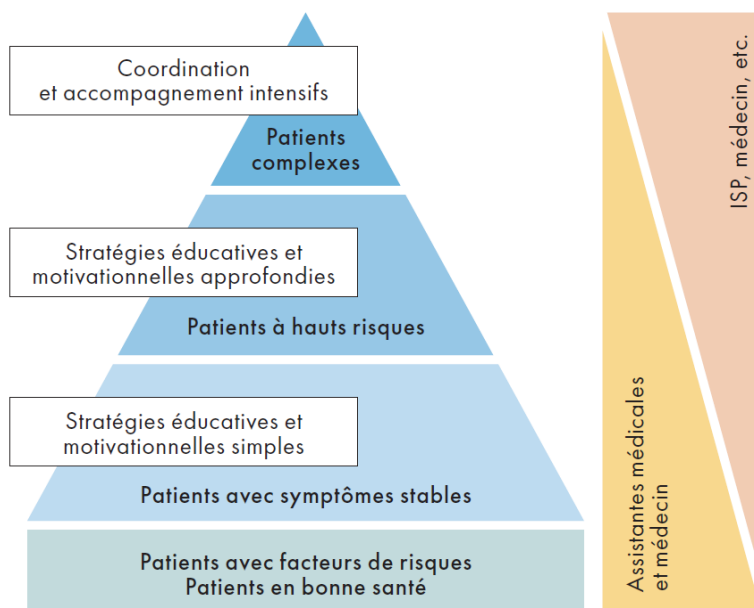 Coordination
et accompagnement intensifs
Patients
complexes
Stratégies éducatives et
motivationnelles approfondies
Patients à hauts risques
Stratégies éducatives et
motivationnelles simples
Patients avec symptômes stables
Patients avec facteurs de risques
Patients en bonne santé
Assistantes médicales
et médecin
ISP, médecin, etc.